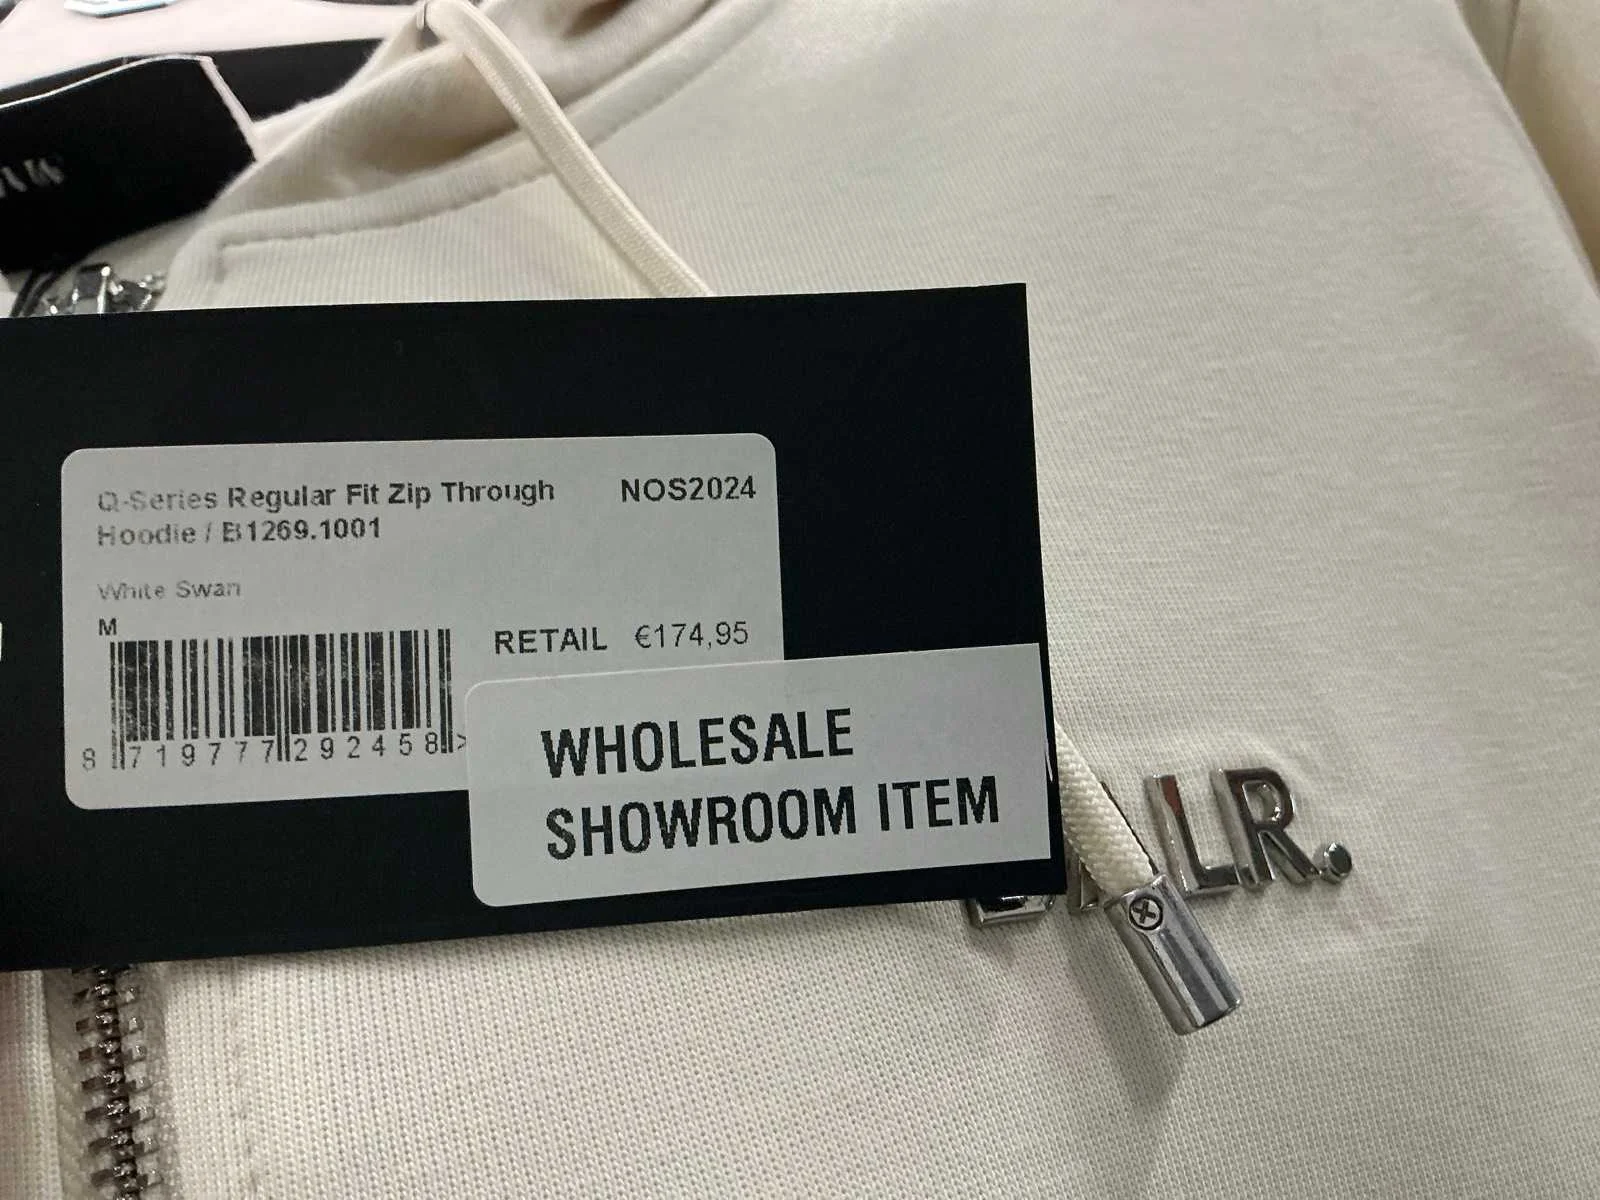 Q-Series Regular Fit Zip Through NOS2024
Hoodie / B1269.1001
White Swan
M
RETAIL €174,95
8 719777 292458 >
WHOLESALE
SHOWROOM ITEM
LR.